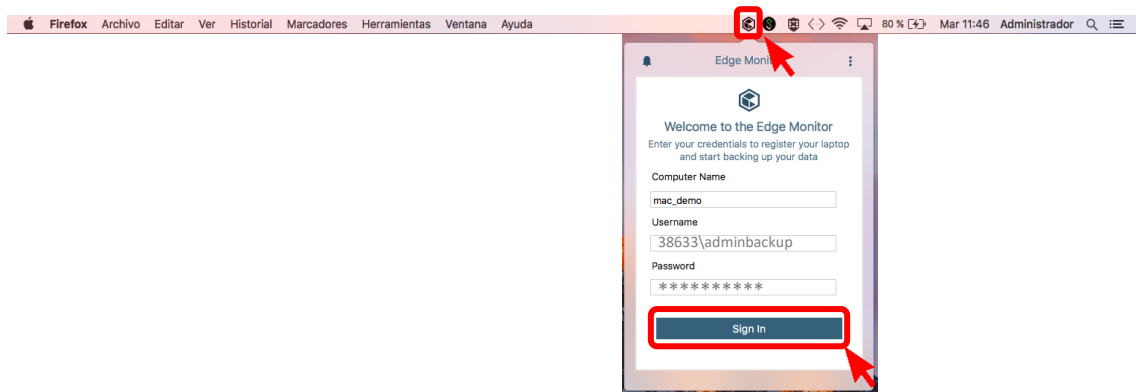 Firefox Archivo Editar Ver Historial Marcadores Herramientas Ventana Ayuda 80 % Mar 11:46 Administrador
Edge Moni
Welcome to the Edge Monitor
Enter your credentials to register your laptop
and start backing up your data
Computer Name
mac_demo
Username
38633\adminbackup
Password
**********
Sign In